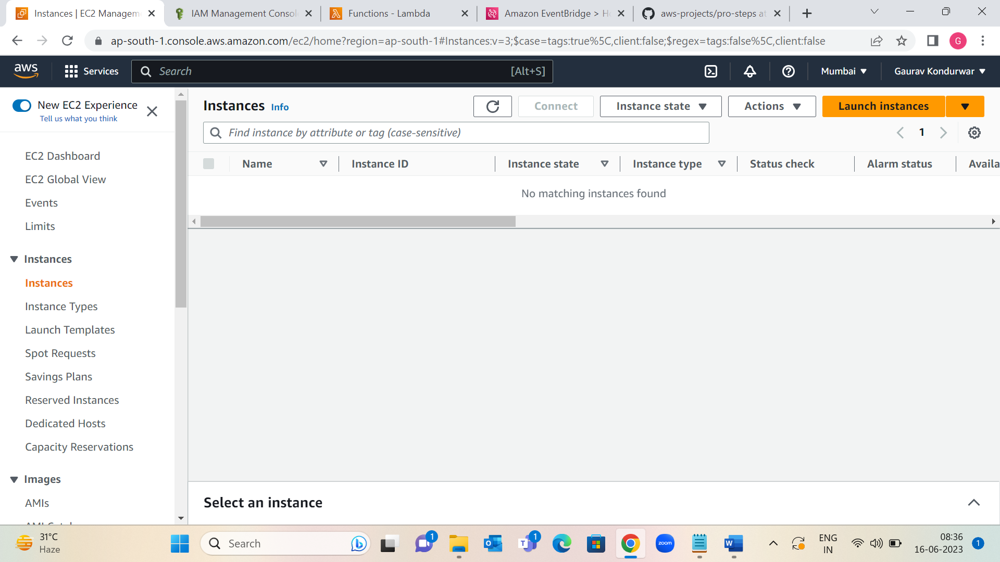 Instances | EC2 Managem
IAM Management Consol
Functions - Lambda
Amazon EventBridge > H
aws-projects/pro-steps at
ap-south-1.console.aws.amazon.com/ec2/home?region=ap-south-1#Instances:v=3;$case=tags:true%5C,client:false;$regex=tags:false%5C,client:false
G
aws
Services
Search
[Alt+S]
Mumbai
Gaurav Kondurwar
New EC2 Experience
Tell us what you think
EC2 Dashboard
EC2 Global View
Events
Limits
Instances
Instances
Instance Types
Launch Templates
Spot Requests
Savings Plans
Reserved Instances
Dedicated Hosts
Capacity Reservations
Images
AMIs
Instances Info
Connect
Instance state
Actions
Launch instances
Find instance by attribute or tag (case-sensitive)
1
Name
Instance ID
Instance state
Instance type
Status check
Alarm status
Availa
No matching instances found
Select an instance
31°C
Haze
Search
1
T
1
zoom
W
ENG
IN
08:36
16-06-2023
1